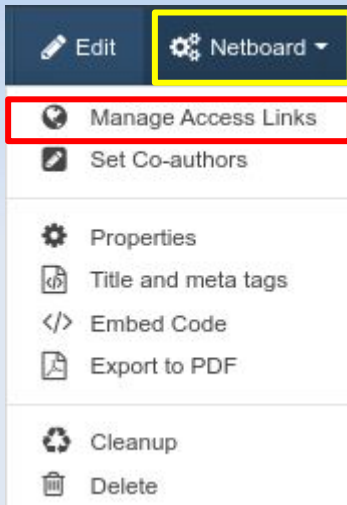 Edit Netboard
Manage Access Links
Set Co-authors
Properties
Title and meta tags
Embed Code
Export to PDF
Cleanup
Delete